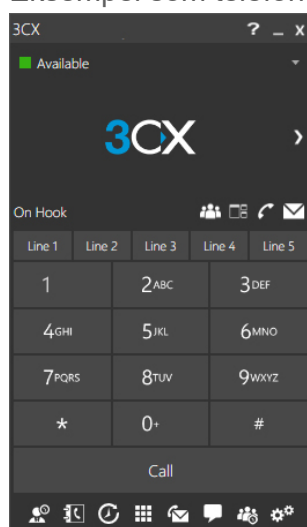 3CX ? _ x
Available
3CX
On Hook
Line 1 Line 2 Line 3 Line 4 Line 5
1 2ABC 3DEF
4GHI 5JKL 6MNO
7PQRS 8TUV 9WXYZ
* 0+ #
Call